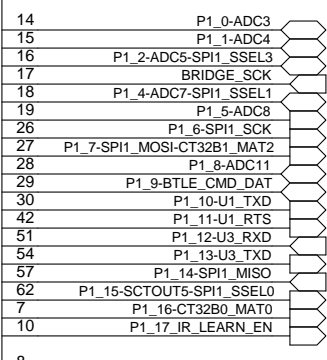 14 P1_0-ADC3
15 P1_1-ADC4
16 P1_2-ADC5-SPI1_SSEL3
17 BRIDGE_SCK
18 P1_4-ADC7-SPI1_SSEL1
19 P1_5-ADC8
26 P1_6-SPI1_SCK
27 P1_7-SPI1_MOSI-CT32B1_MAT2
28 P1_8-ADC11
29 P1_9-BTLE_CMD_DAT
30 P1_10-U1_TXD
42 P1_11-U1_RTS
51 P1_12-U3_RXD
54 P1_13-U3_TXD
57 P1_14-SPI1_MISO
62 P1_15-SCTOUT5-SPI1_SSEL0
7 P1_16-CT32B0_MAT0
10 P1_17_IR_LEARN_EN